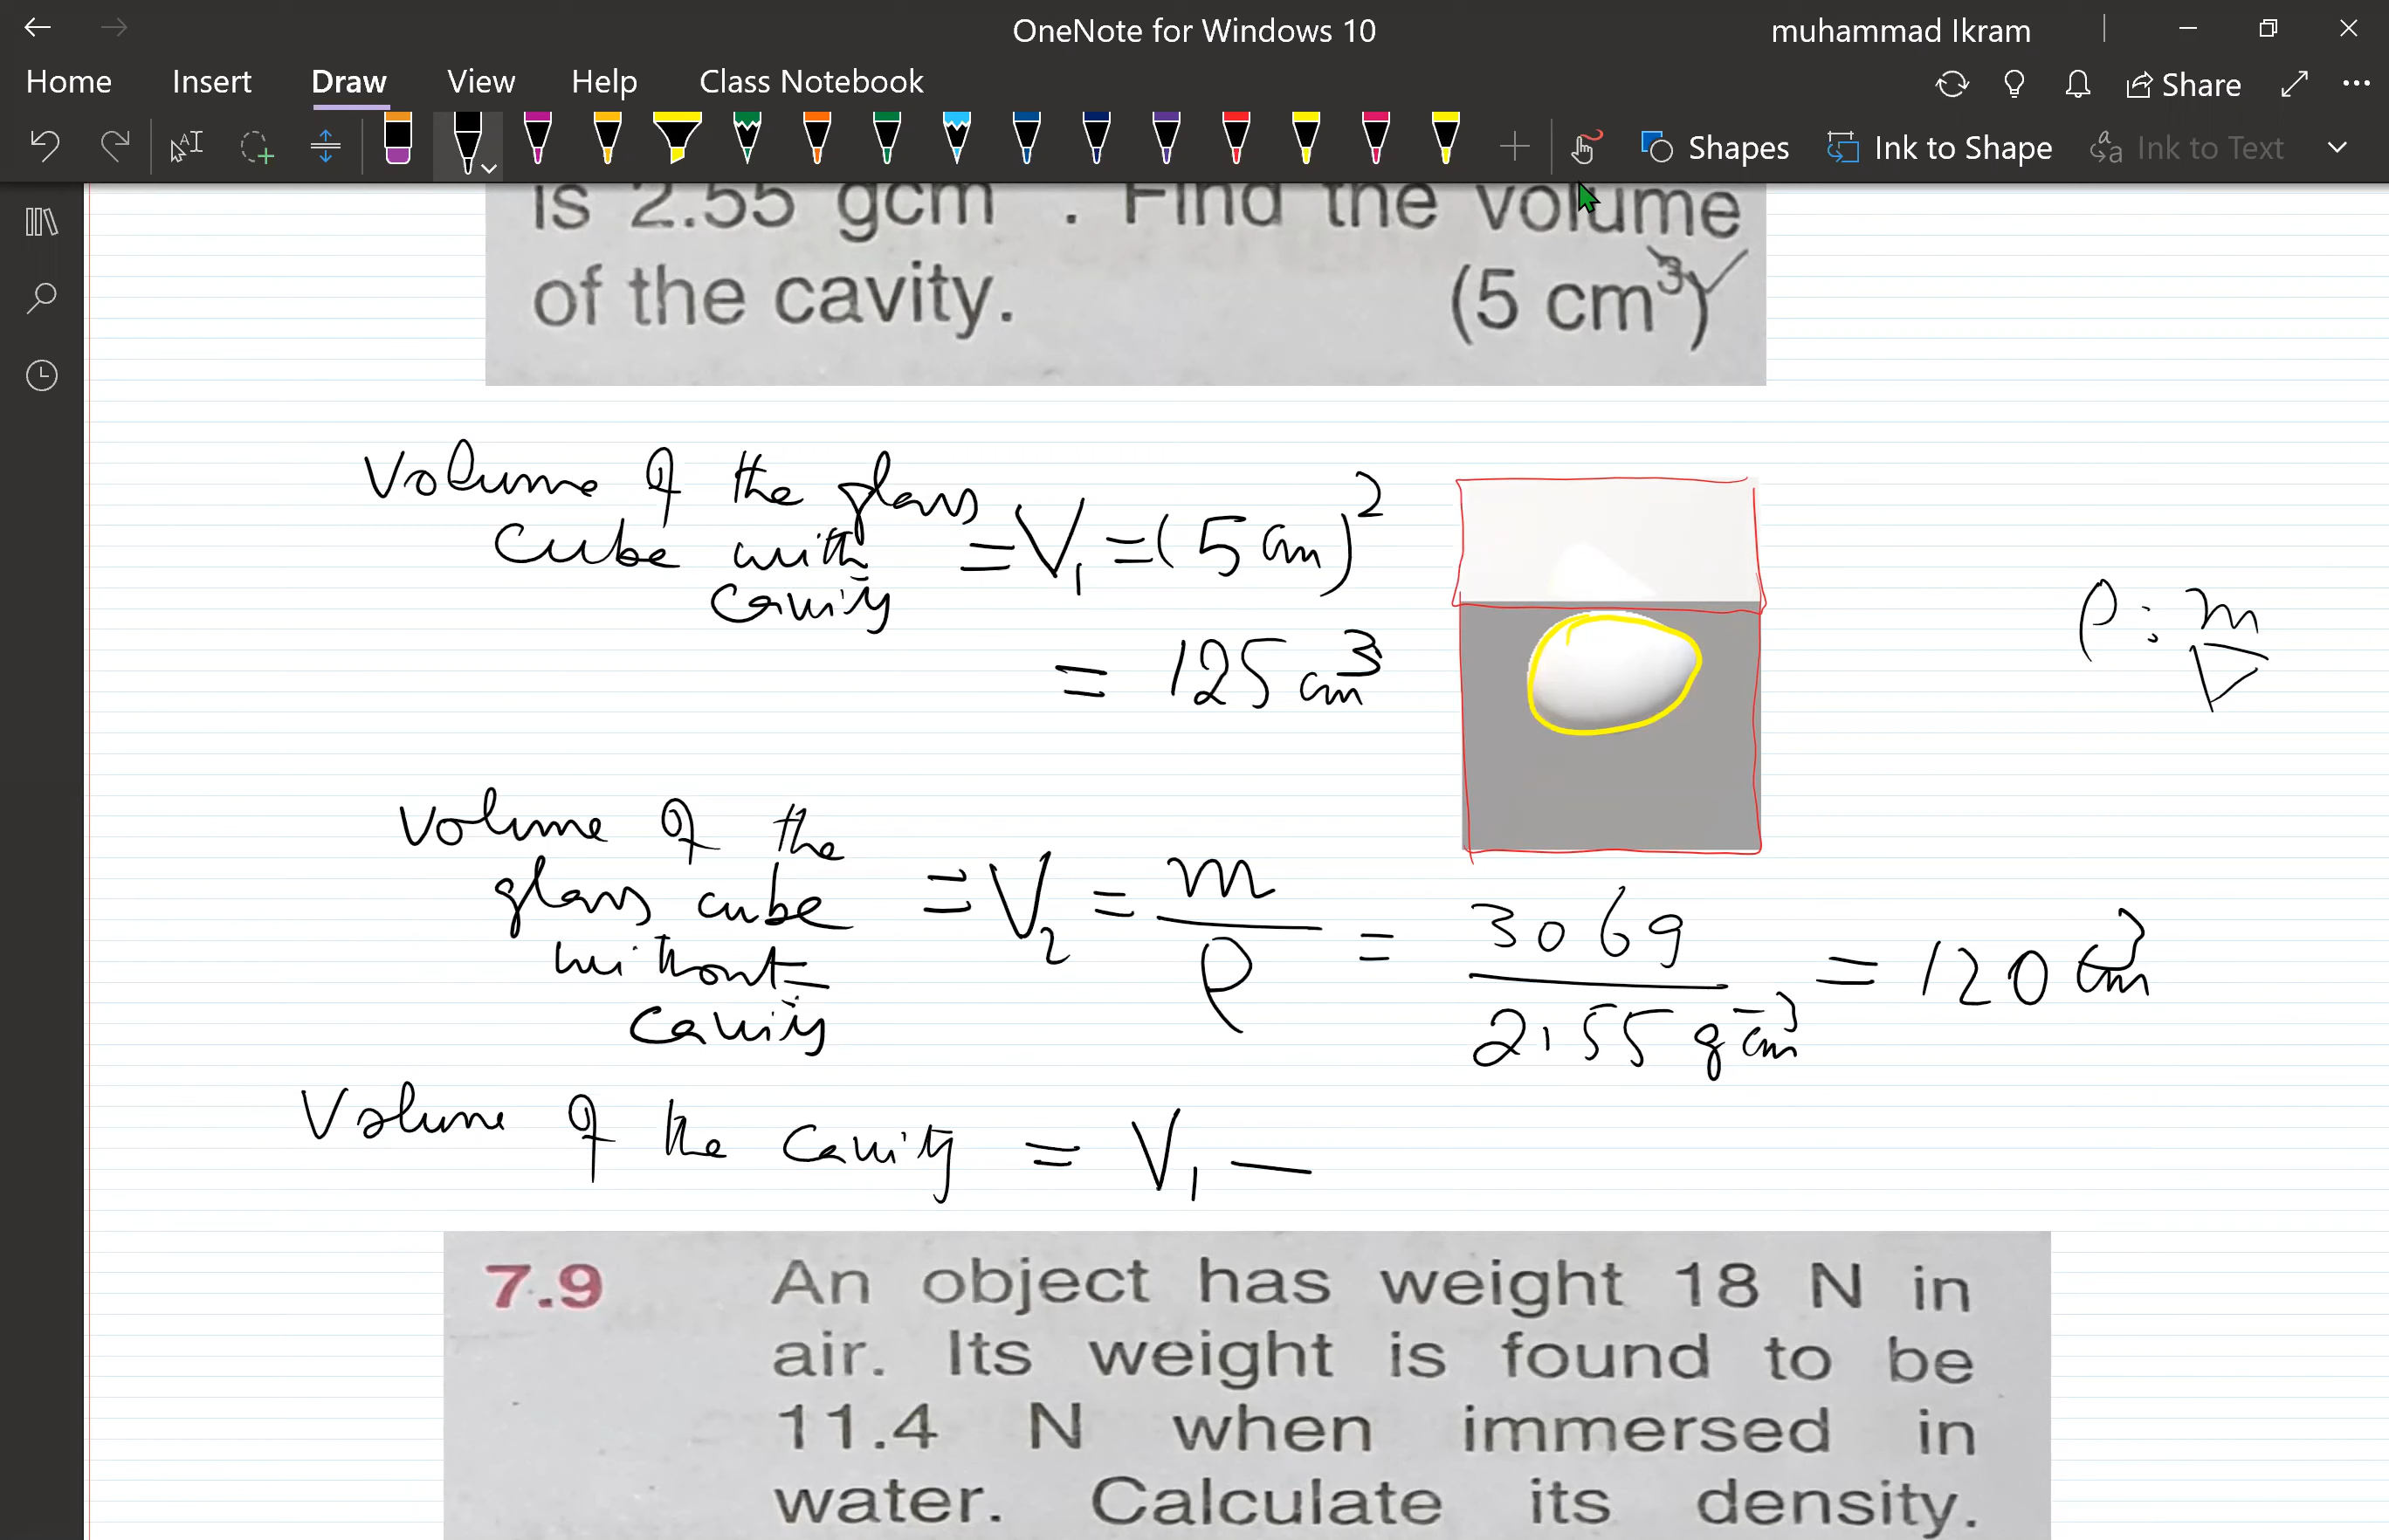 OneNote for Windows 10
muhammad Ikram
Home Insert Draw View Help Class Notebook
Share
Shapes Ink to Shape Ink to Text
is 2.55 gcm . Find the volume
of the cavity. (5 cm³)
Volume of the glass
cube with = V₁ = (5 cm)²
cavity
= 125 cm³
ρ : m
V
Volume of the
glass cube = V₂ = m/ρ = 306g/2.55 g cm⁻³ = 120 cm³
without
cavity
Volume of the cavity = V₁ —
7.9 An object has weight 18 N in
air. Its weight is found to be
11.4 N when immersed in
water. Calculate its density.